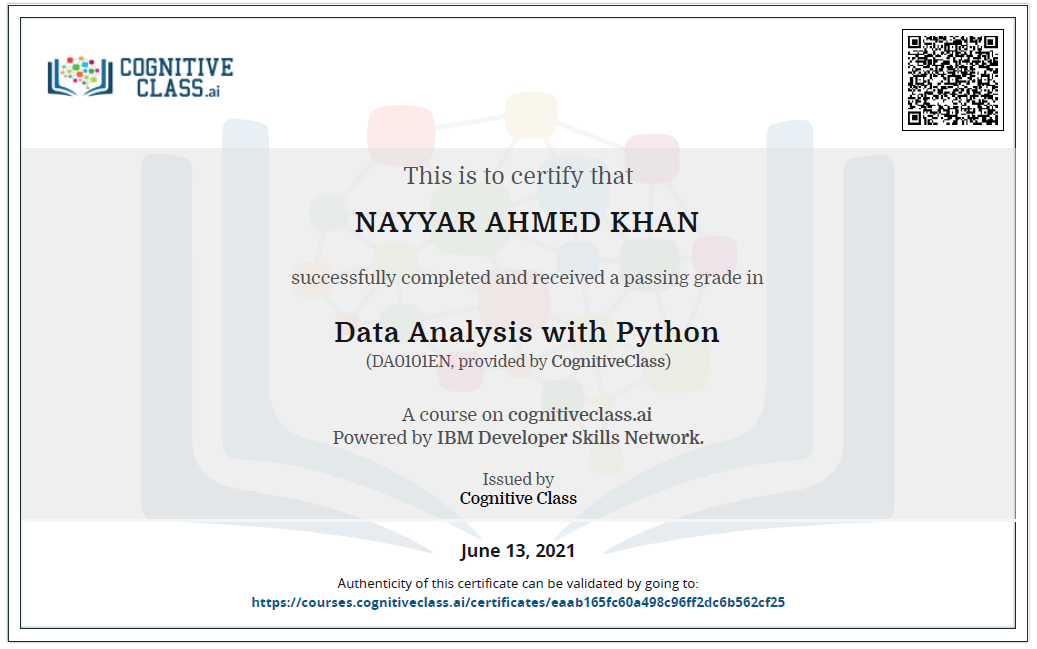 COGNITIVE
CLASS.ai
This is to certify that
NAYYAR AHMED KHAN
successfully completed and received a passing grade in
Data Analysis with Python
(DA0101EN, provided by CognitiveClass)
A course on cognitiveclass.ai
Powered by IBM Developer Skills Network.
Issued by
Cognitive Class
June 13, 2021
Authenticity of this certificate can be validated by going to:
https://courses.cognitiveclass.ai/certificates/eaab165fc60a498c96ff2dc6b562cf25